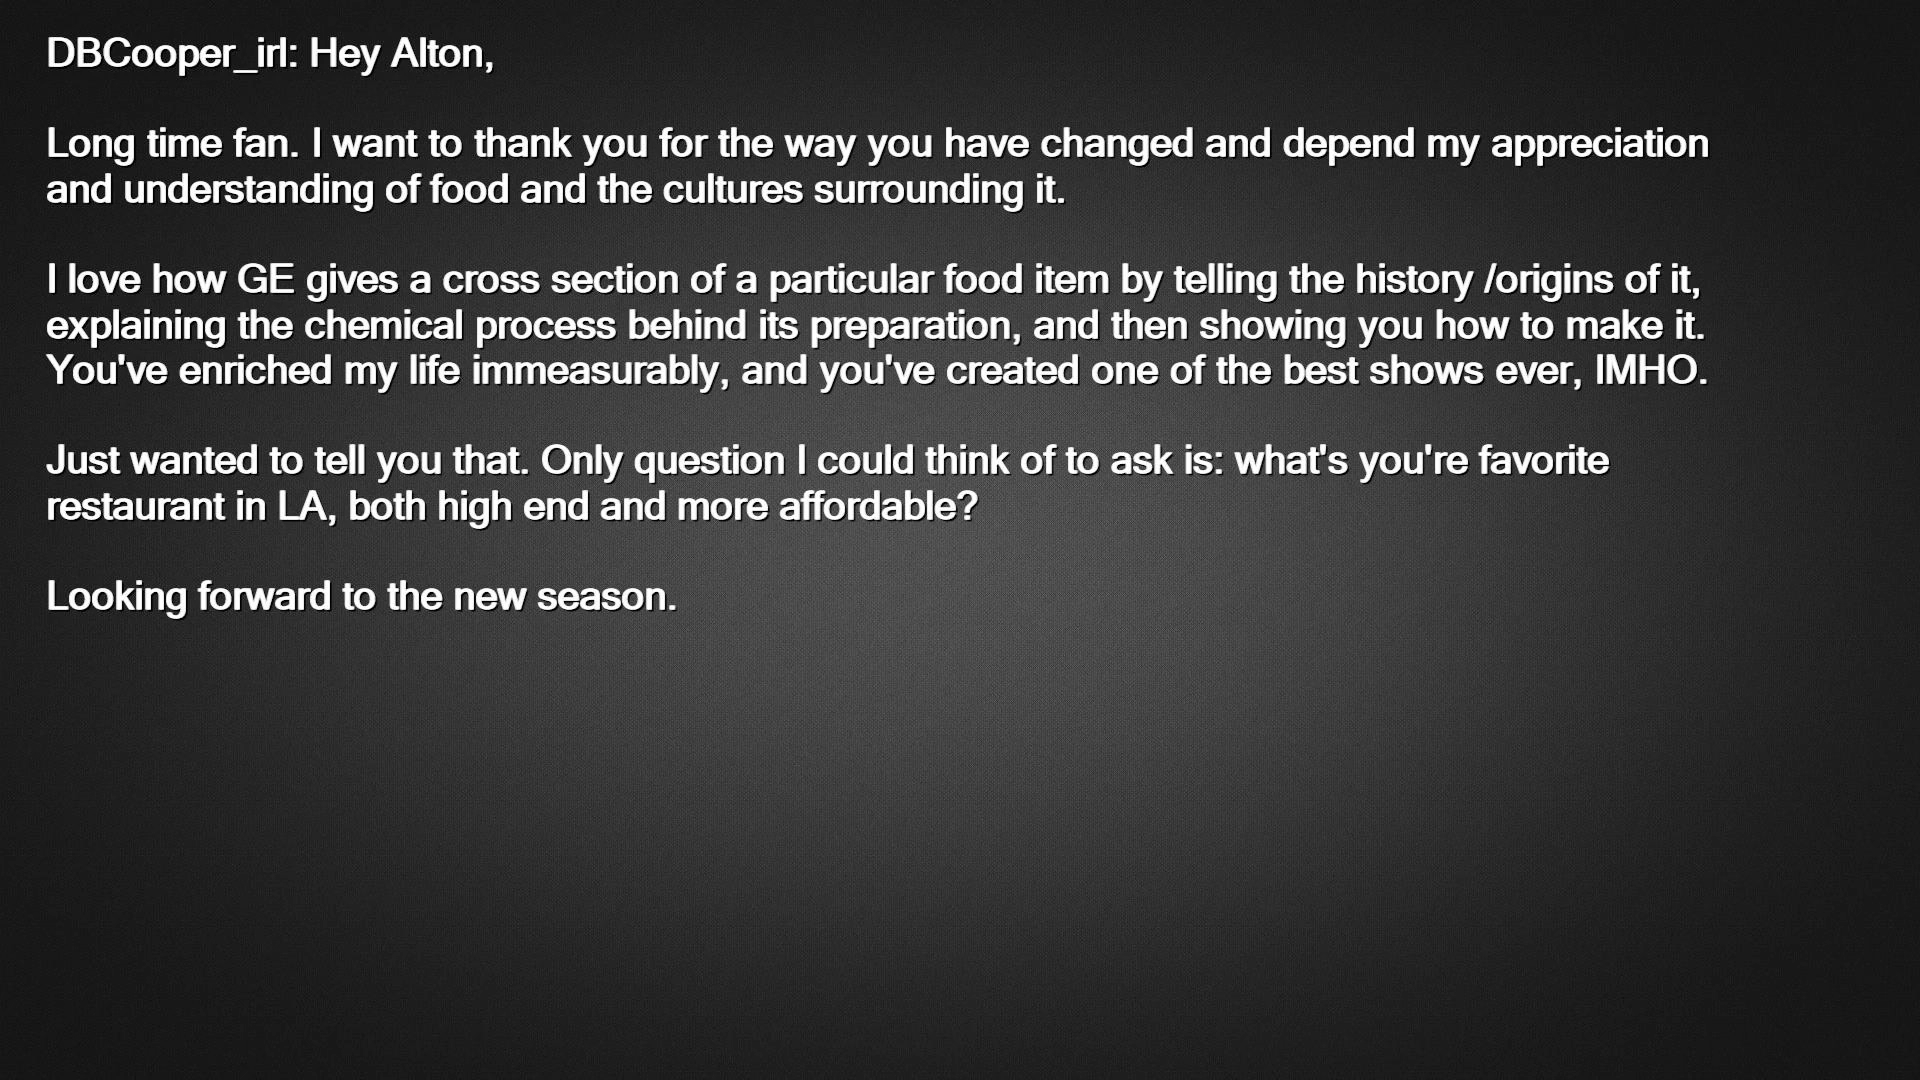 DBCooper_irl: Hey Alton,
Long time fan. I want to thank you for the way you have changed and depend my appreciation
and understanding of food and the cultures surrounding it.
I love how GE gives a cross section of a particular food item by telling the history /origins of it,
explaining the chemical process behind its preparation, and then showing you how to make it.
You've enriched my life immeasurably, and you've created one of the best shows ever, IMHO.
Just wanted to tell you that. Only question I could think of to ask is: what's you're favorite
restaurant in LA, both high end and more affordable?
Looking forward to the new season.